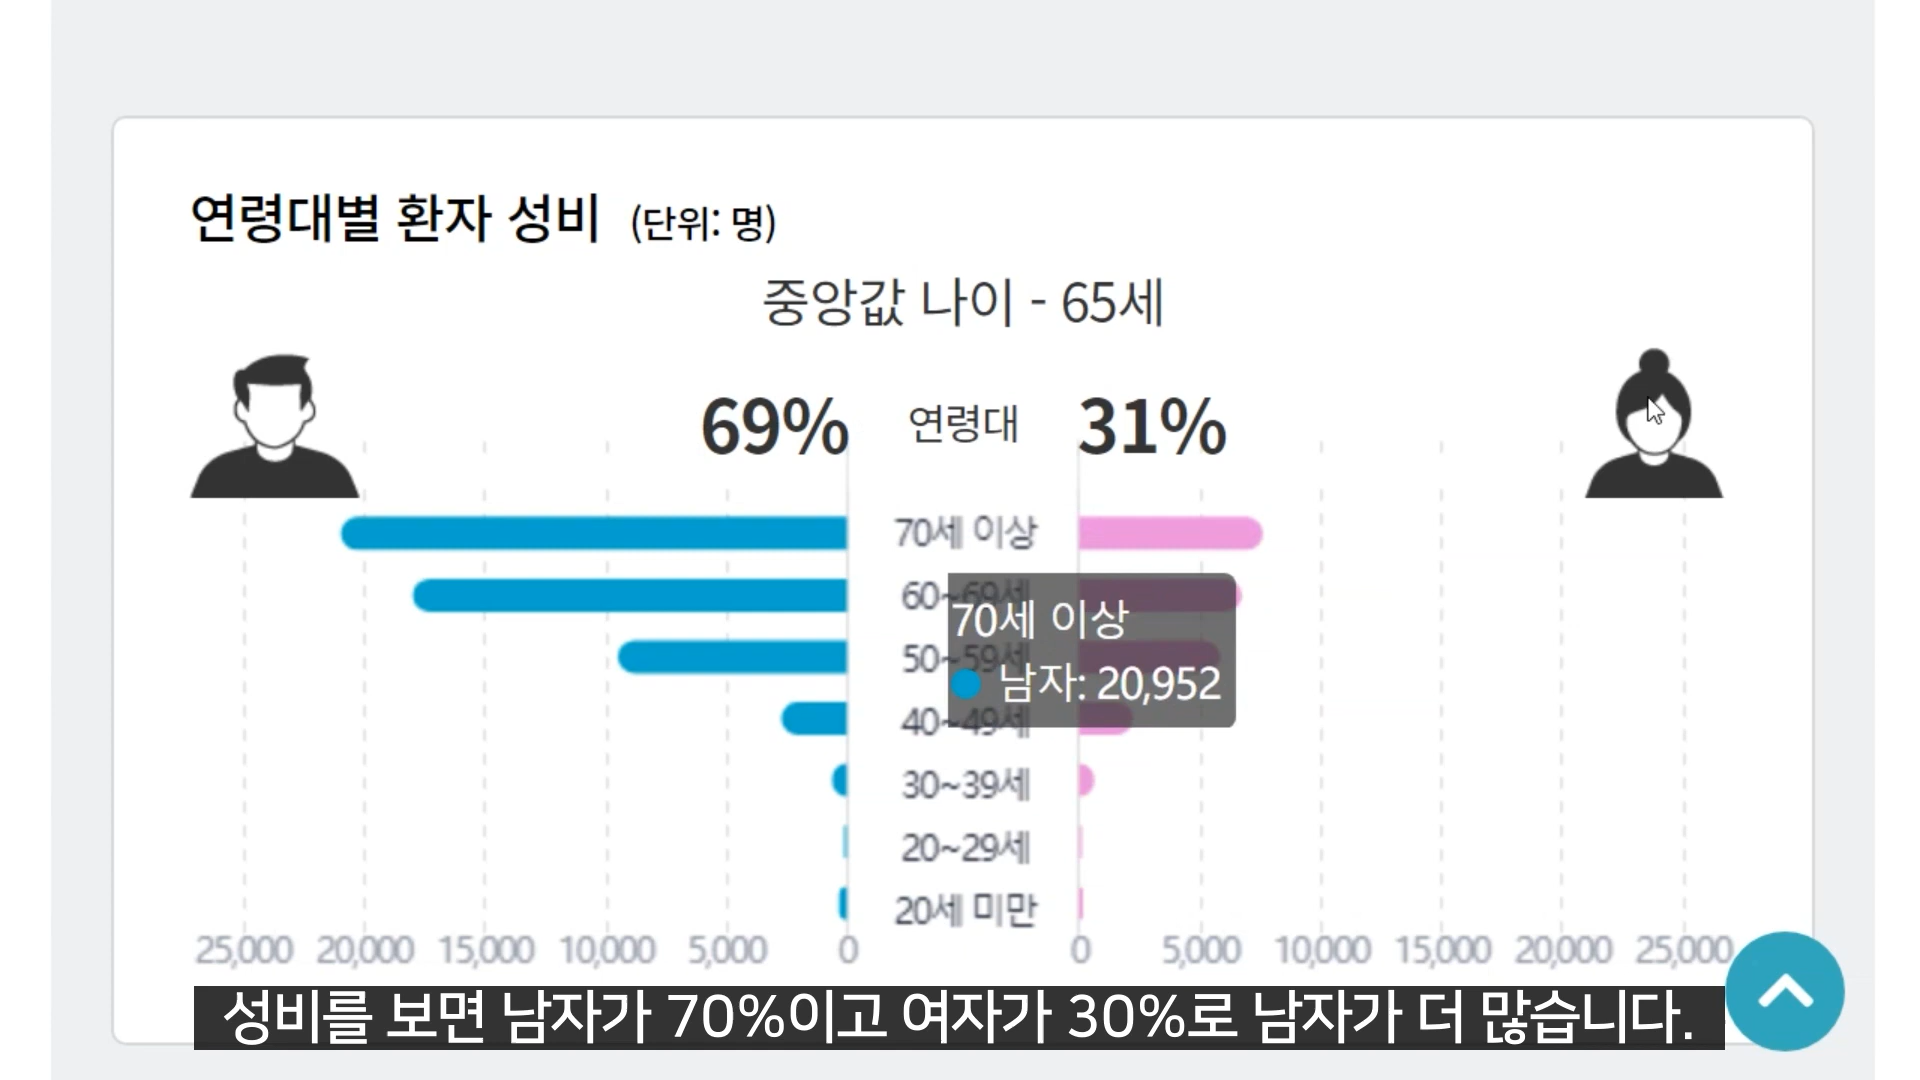 연령대별 환자 성비 (단위: 명)
중앙값 나이 - 65세
69% 연령대 31%
70세 이상
60~69세
70세 이상
50~59세
남자: 20,952
40~49세
30~39세
20~29세
20세 미만
25,000 20,000 15,000 10,000 5,000 0 0 5,000 10,000 15,000 20,000 25,000
성비를 보면 남자가 70%이고 여자가 30%로 남자가 더 많습니다.